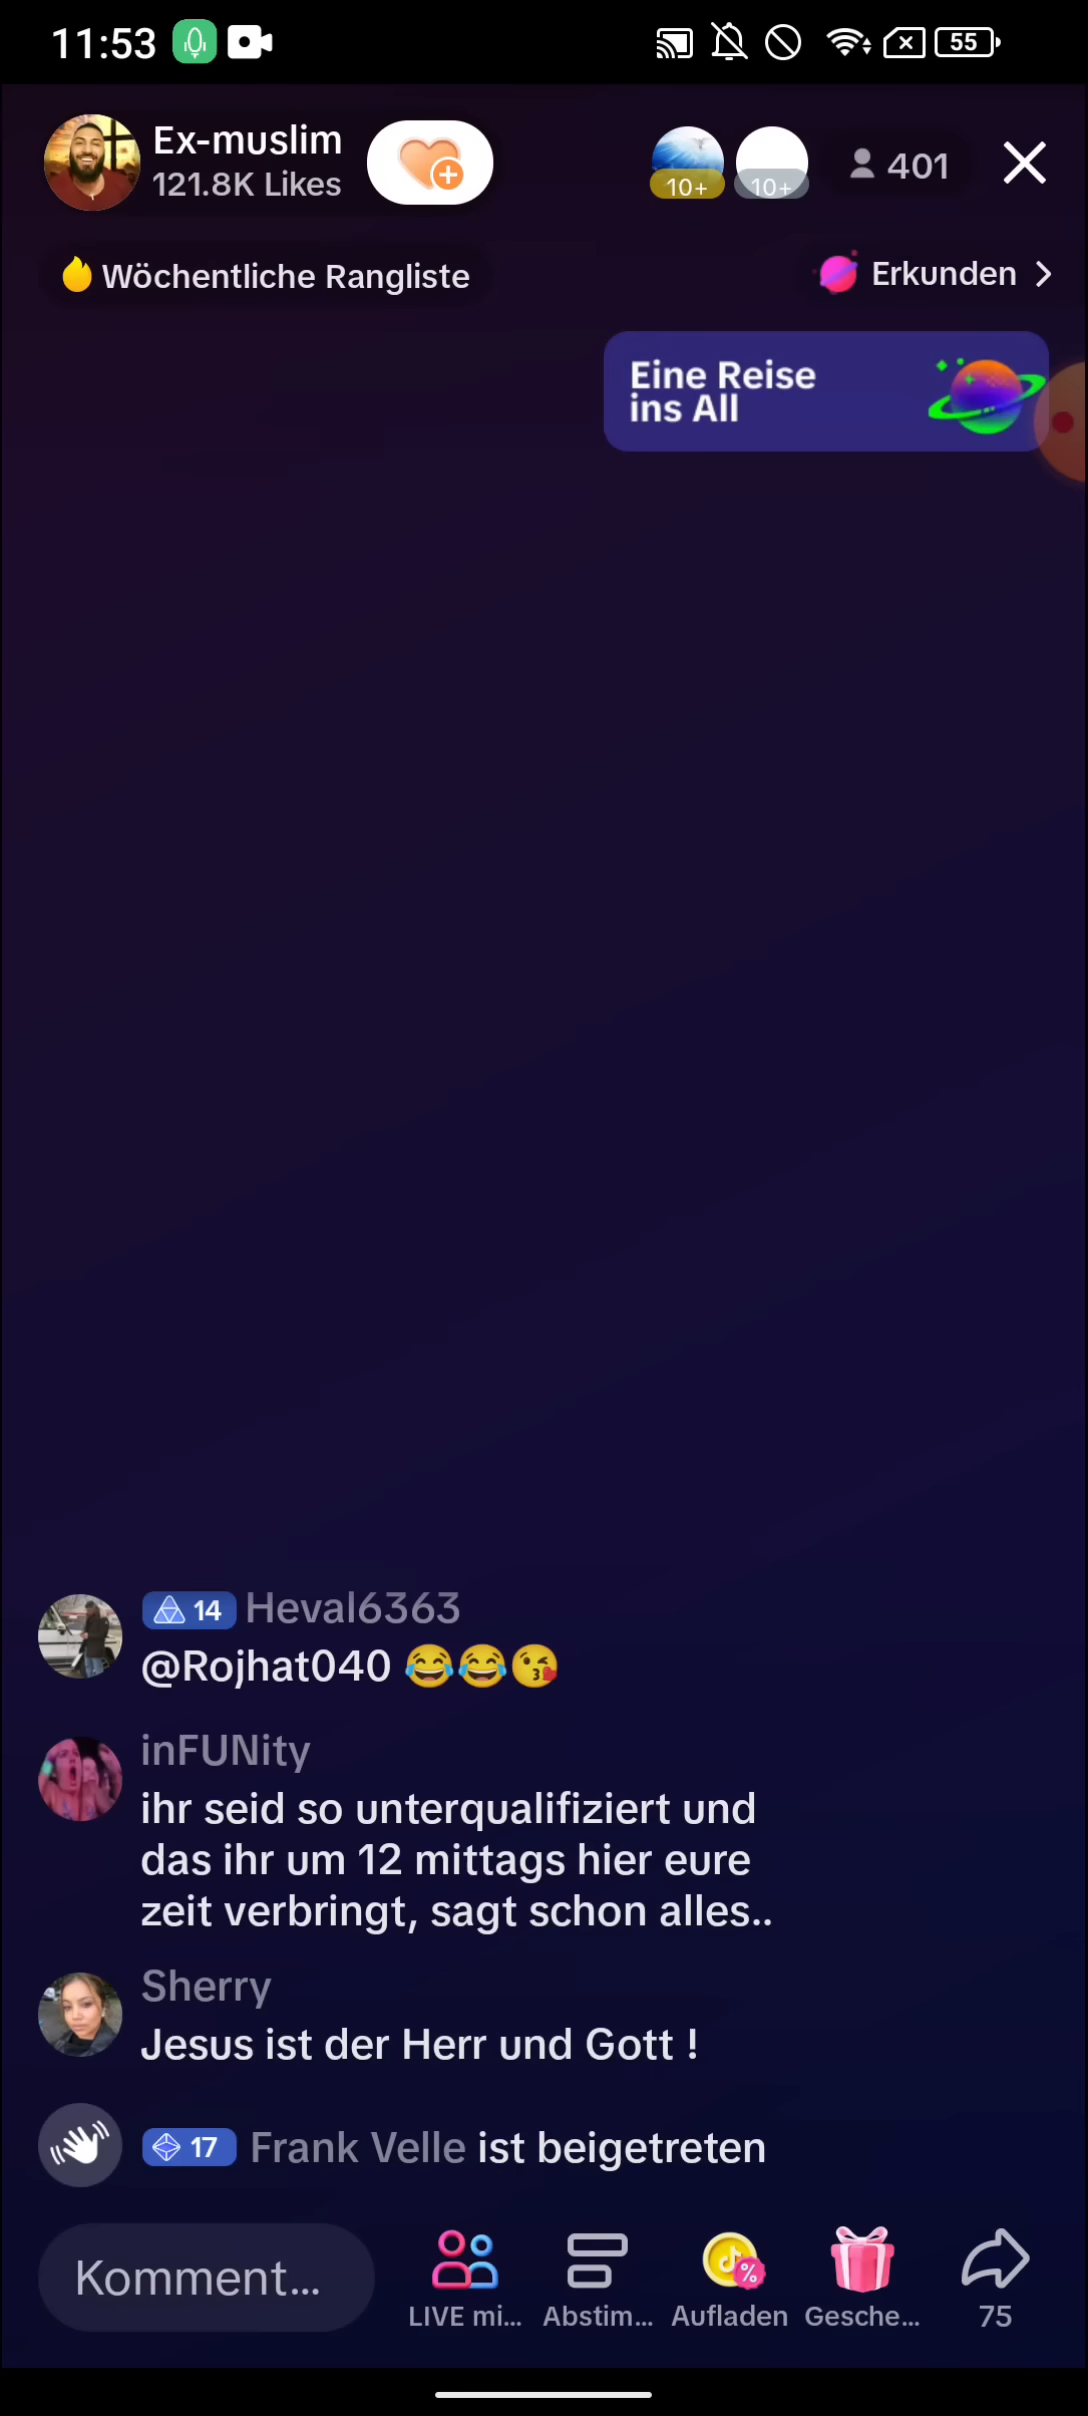 11:53
55
Ex-muslim
121.8K Likes
10+
10+
401
Wöchentliche Rangliste
Erkunden
Eine Reise
ins All
14 Heval6363
@Rojhat040 😂😂😘
inFUNity
ihr seid so unterqualifiziert und
das ihr um 12 mittags hier eure
zeit verbringt, sagt schon alles..
Sherry
Jesus ist der Herr und Gott !
17 Frank Velle ist beigetreten
Komment...
LIVE mi...
Abstim...
Aufladen
Gesche...
75